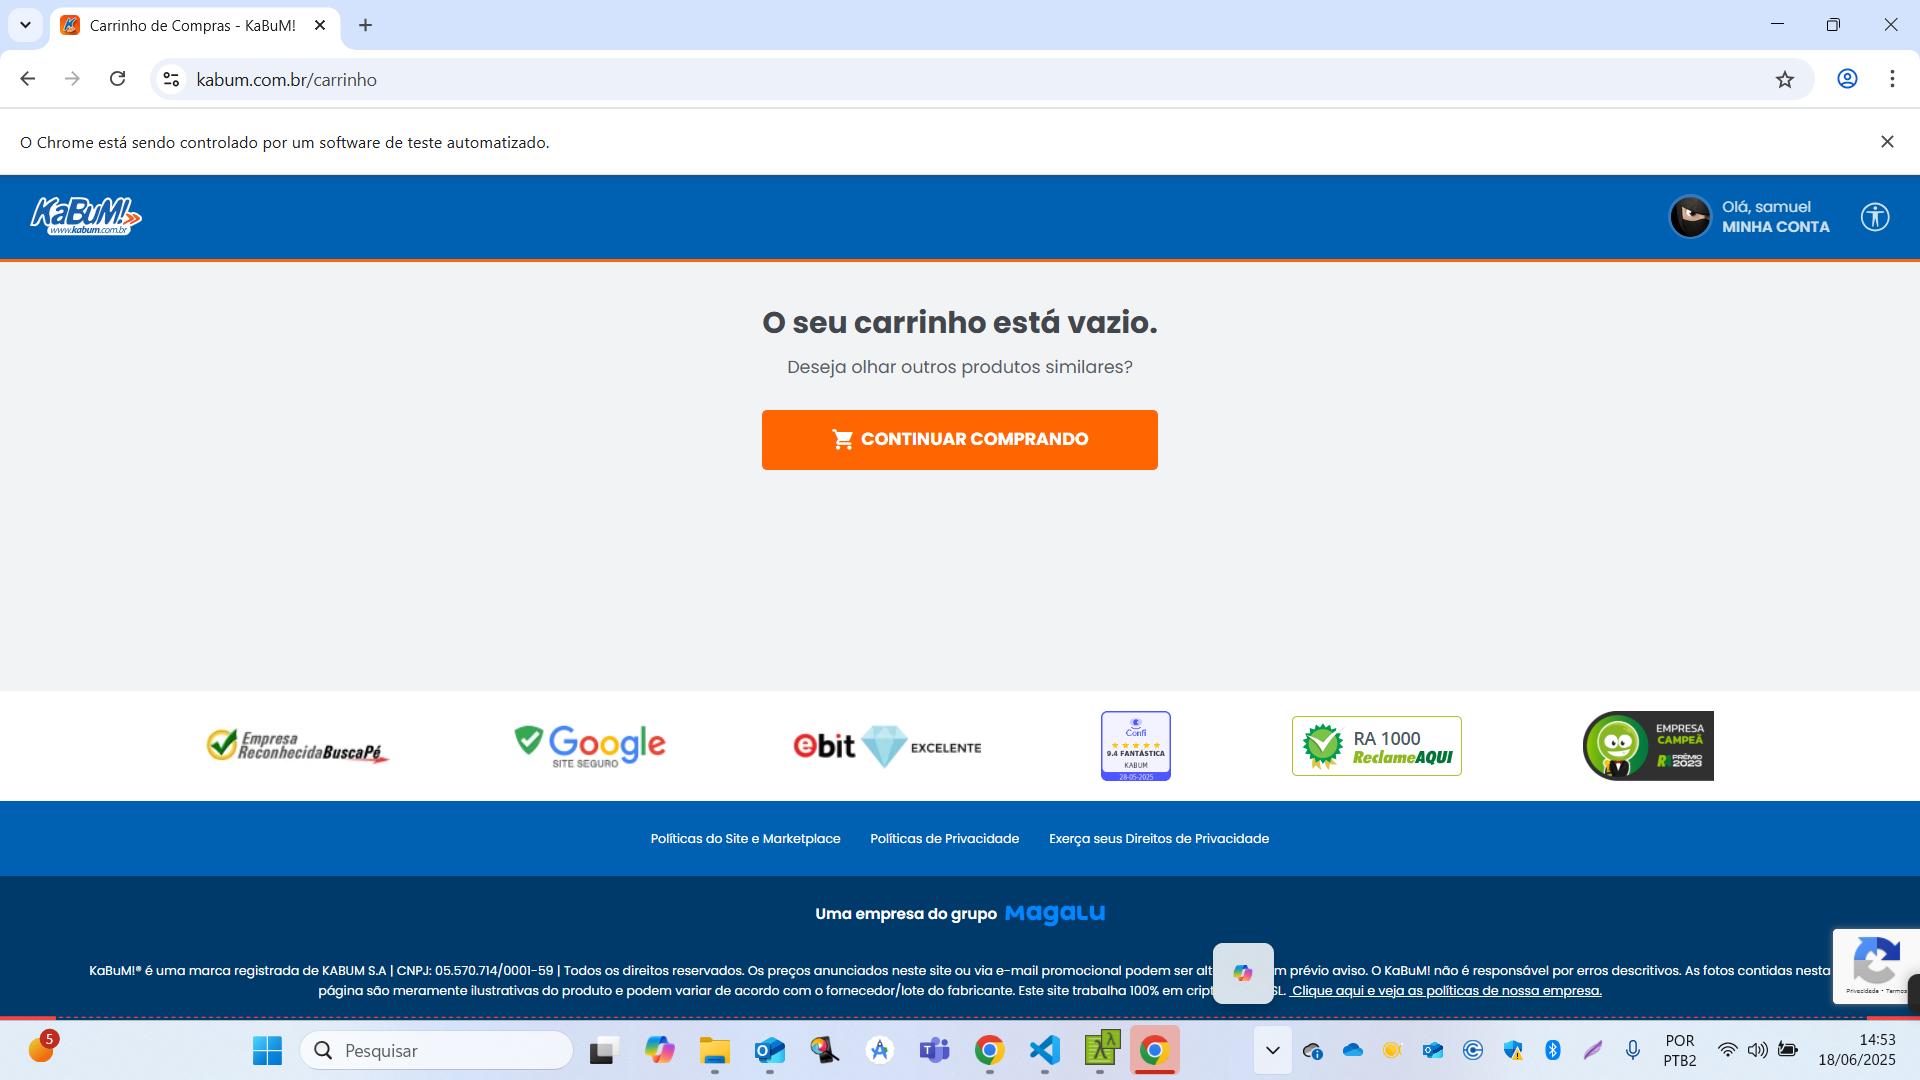 Carrinho de Compras - KaBuM!
kabum.com.br/carrinho
O Chrome está sendo controlado por um software de teste automatizado.
KaBuM!
www.kabum.com.br
Olá, samuel
MINHA CONTA
O seu carrinho está vazio.
Deseja olhar outros produtos similares?
CONTINUAR COMPRANDO
Empresa
ReconhecidaBuscaPé
Google
SITE SEGURO
ebit EXCELENTE
Confi
9.4 FANTÁSTICA
KABUM
28-05-2025
RA 1000
ReclameAQUI
EMPRESA
CAMPEÃ
PRÊMIO
2023
Políticas do Site e Marketplace Políticas de Privacidade Exerça seus Direitos de Privacidade
Uma empresa do grupo Magalu
KaBuM!® é uma marca registrada de KABUM S.A | CNPJ: 05.570.714/0001-59 | Todos os direitos reservados. Os preços anunciados neste site ou via e-mail promocional podem ser alt m prévio aviso. O KaBuM! não é responsável por erros descritivos. As fotos contidas nesta
página são meramente ilustrativas do produto e podem variar de acordo com o fornecedor/lote do fabricante. Este site trabalha 100% em cript SL. Clique aqui e veja as políticas de nossa empresa.
Privacidade - Termos
5
Pesquisar
POR
PTB2
14:53
18/06/2025